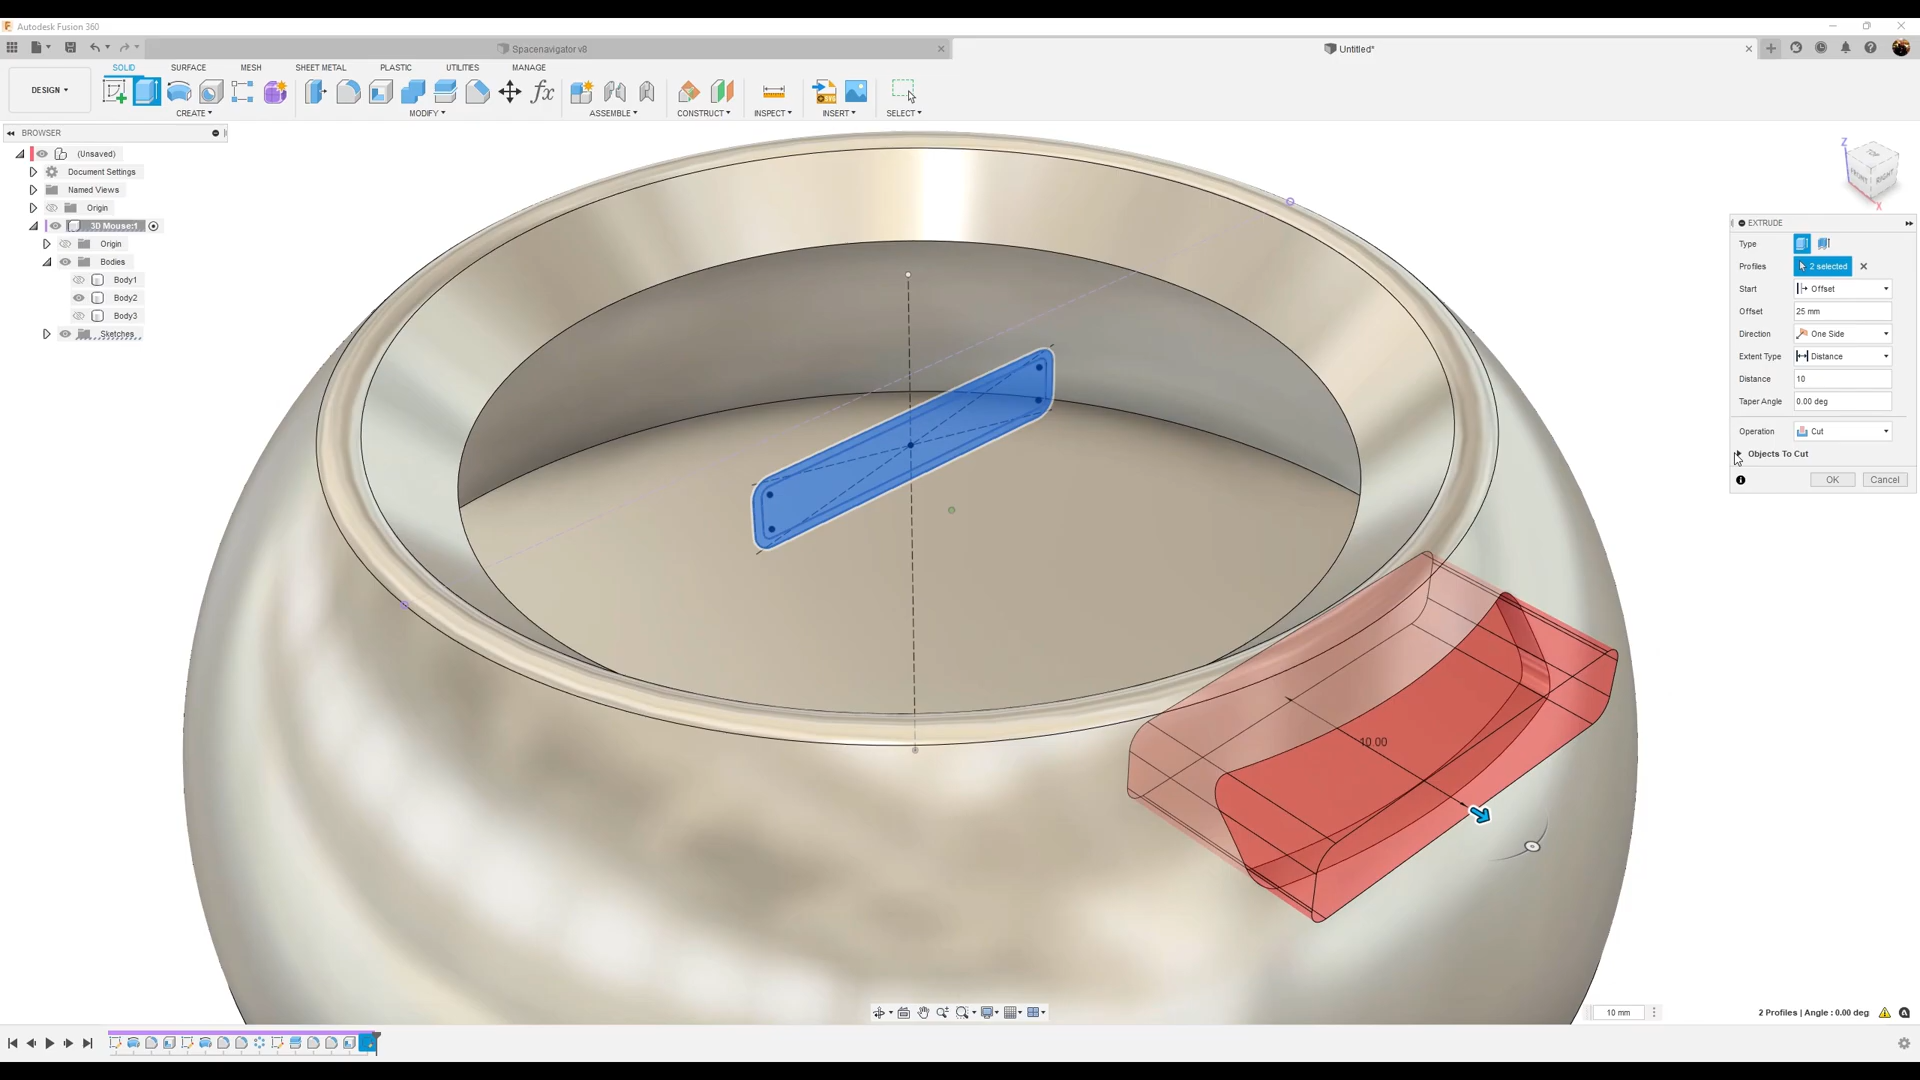 Autodesk Fusion 360
Spacenavigator v8
Untitled*
SOLID SURFACE MESH SHEET METAL PLASTIC UTILITIES MANAGE
DESIGN
CREATE MODIFY ASSEMBLE CONSTRUCT INSPECT INSERT SELECT
BROWSER
(Unsaved)
Document Settings
Named Views
Origin
3D Mouse:1
Origin
Bodies
Body1
Body2
Body3
Sketches
Z
TOP
FRONT
RIGHT
X
EXTRUDE
Type
Profiles 2 selected
Start Offset
Offset 25 mm
Direction One Side
Extent Type Distance
Distance 10
Taper Angle 0.00 deg
Operation Cut
Objects To Cut
OK Cancel
10.00
10 mm
2 Profiles | Angle : 0.00 deg